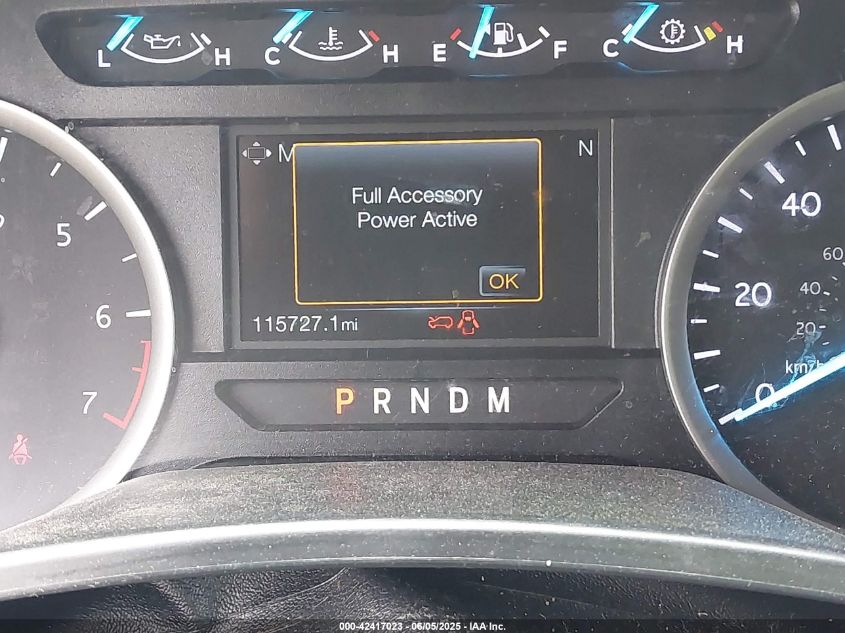 L H C H E F C H
M N
Full Accessory
Power Active
OK
115727.1mi
P R N D M
5
6
7
40
20
0
60
40
20
km/h
000-42417023 - 06/05/2025 - IAA Inc.